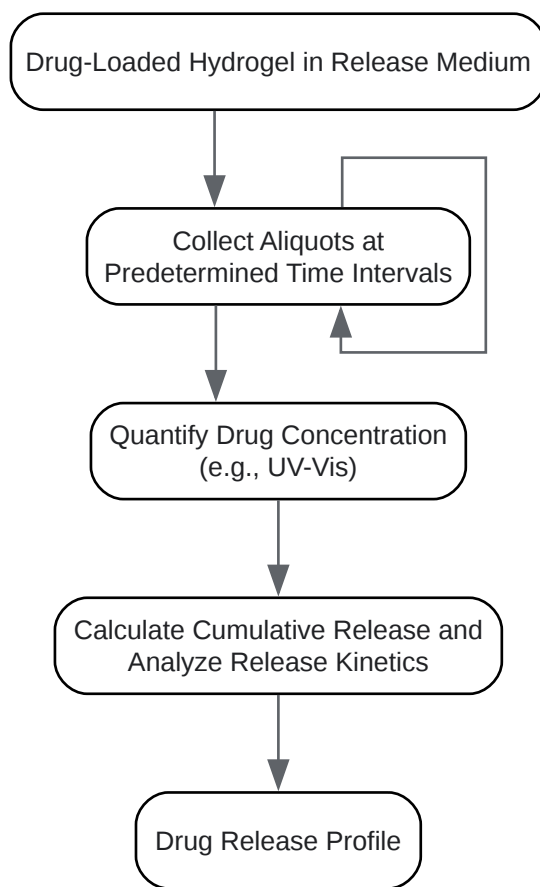 Drug-Loaded Hydrogel in Release Medium
Collect Aliquots at
Predetermined Time Intervals
Quantify Drug Concentration
(e.g., UV-Vis)
Calculate Cumulative Release and
Analyze Release Kinetics
Drug Release Profile